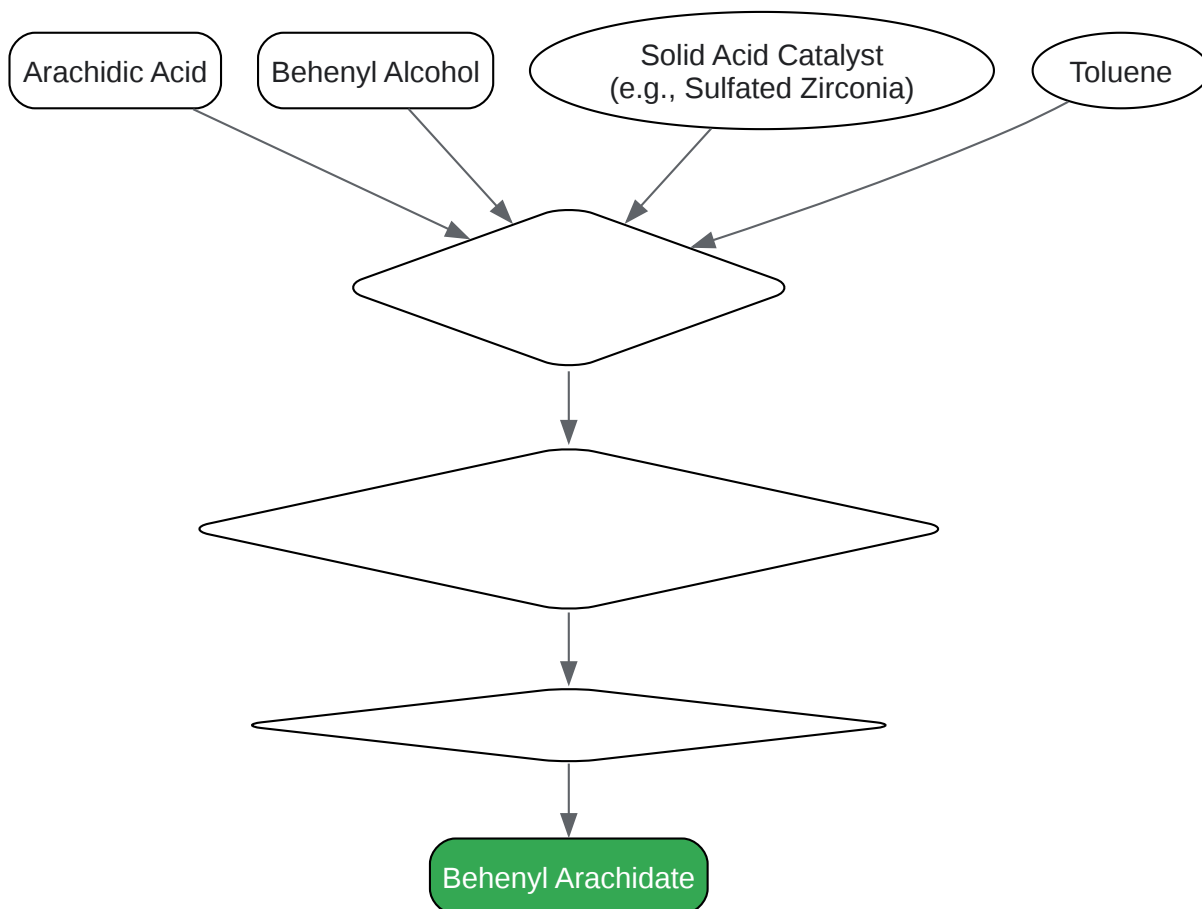 Arachidic Acid
Behenyl Alcohol
Solid Acid Catalyst
(e.g., Sulfated Zirconia)
Toluene
Behenyl Arachidate